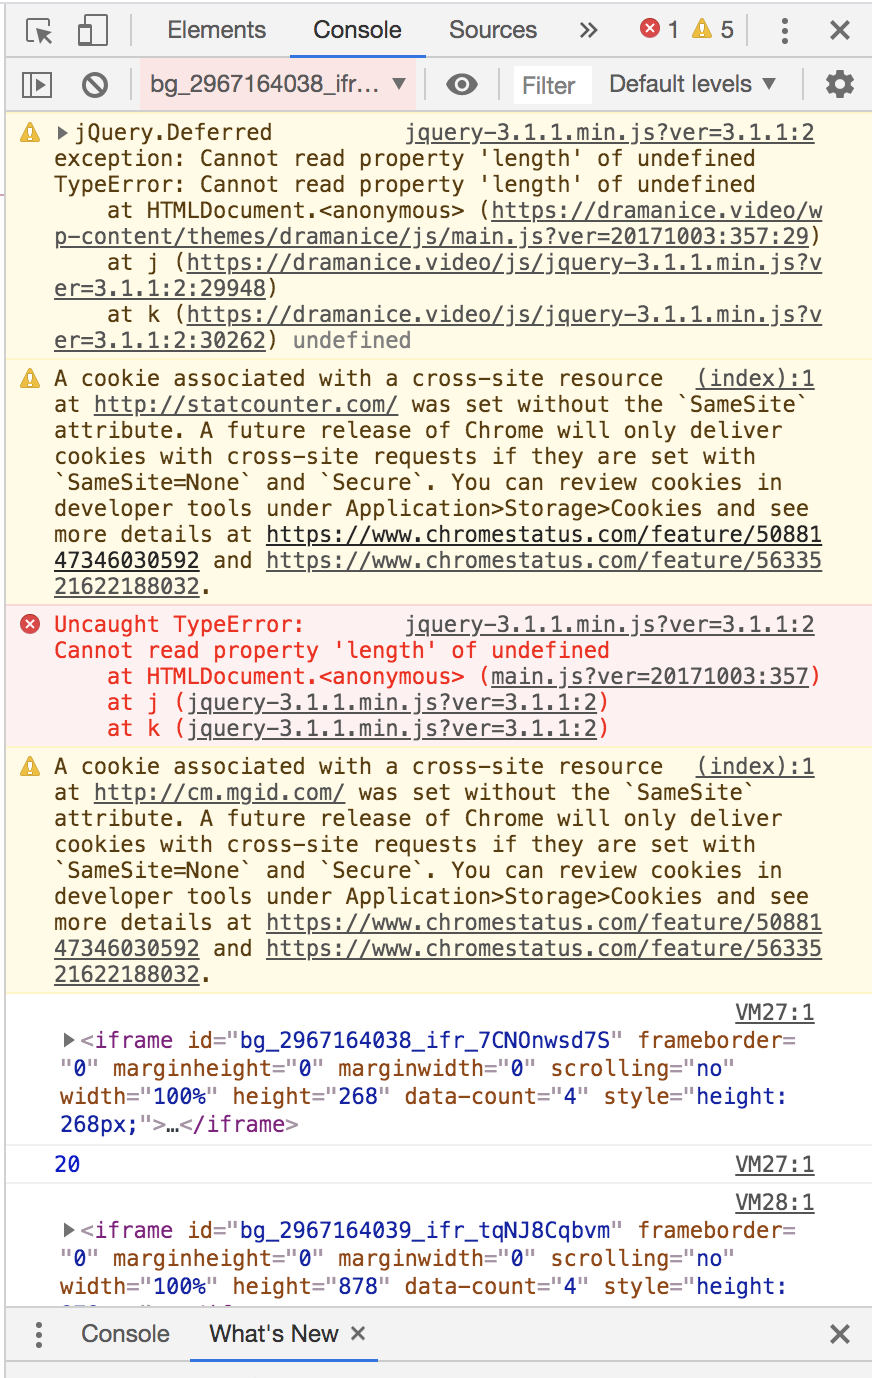 Elements Console Sources » 1 5
bg_2967164038_ifr... ▼ Filter Default levels ▼
jQuery.Deferred jquery-3.1.1.min.js?ver=3.1.1:2
exception: Cannot read property 'length' of undefined
TypeError: Cannot read property 'length' of undefined
at HTMLDocument.<anonymous> (https://dramanice.video/w
p-content/themes/dramanice/js/main.js?ver=20171003:357:29)
at j (https://dramanice.video/js/jquery-3.1.1.min.js?v
er=3.1.1:2:29948)
at k (https://dramanice.video/js/jquery-3.1.1.min.js?v
er=3.1.1:2:30262) undefined
A cookie associated with a cross-site resource (index):1
at http://statcounter.com/ was set without the `SameSite`
attribute. A future release of Chrome will only deliver
cookies with cross-site requests if they are set with
`SameSite=None` and `Secure`. You can review cookies in
developer tools under Application>Storage>Cookies and see
more details at https://www.chromestatus.com/feature/50881
47346030592 and https://www.chromestatus.com/feature/56335
21622188032.
Uncaught TypeError: jquery-3.1.1.min.js?ver=3.1.1:2
Cannot read property 'length' of undefined
at HTMLDocument.<anonymous> (main.js?ver=20171003:357)
at j (jquery-3.1.1.min.js?ver=3.1.1:2)
at k (jquery-3.1.1.min.js?ver=3.1.1:2)
A cookie associated with a cross-site resource (index):1
at http://cm.mgid.com/ was set without the `SameSite`
attribute. A future release of Chrome will only deliver
cookies with cross-site requests if they are set with
`SameSite=None` and `Secure`. You can review cookies in
developer tools under Application>Storage>Cookies and see
more details at https://www.chromestatus.com/feature/50881
47346030592 and https://www.chromestatus.com/feature/56335
21622188032.
VM27:1
<iframe id="bg_2967164038_ifr_7CNOnwsd7S" frameborder=
"0" marginheight="0" marginwidth="0" scrolling="no"
width="100%" height="268" data-count="4" style="height:
268px;">…</iframe>
20 VM27:1
VM28:1
<iframe id="bg_2967164039_ifr_tqNJ8Cqbvm" frameborder=
"0" marginheight="0" marginwidth="0" scrolling="no"
width="100%" height="878" data-count="4" style="height:
Console What's New ×